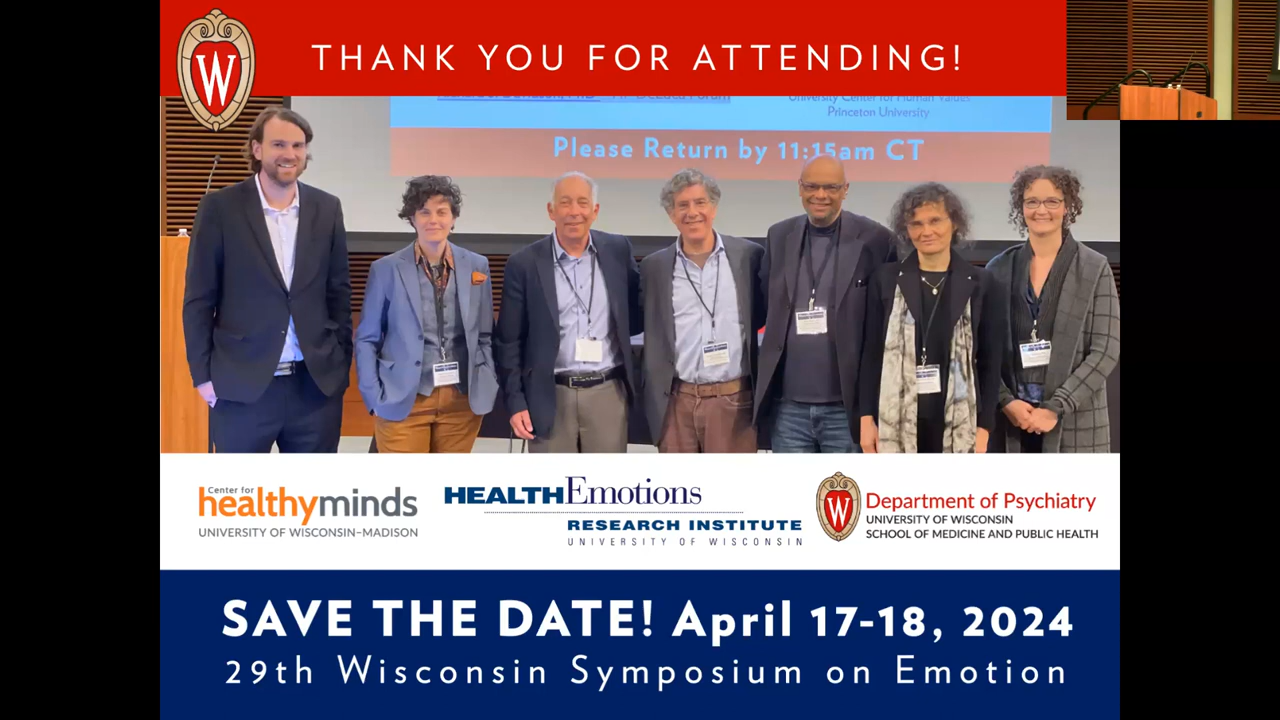 W
THANK YOU FOR ATTENDING!
University Center for Human Values
Princeton University
Please Return by 11:15am CT
Center for
healthyminds
UNIVERSITY OF WISCONSIN–MADISON
HEALTHEmotions
RESEARCH INSTITUTE
UNIVERSITY OF WISCONSIN
W
Department of Psychiatry
UNIVERSITY OF WISCONSIN
SCHOOL OF MEDICINE AND PUBLIC HEALTH
SAVE THE DATE! April 17-18, 2024
29th Wisconsin Symposium on Emotion